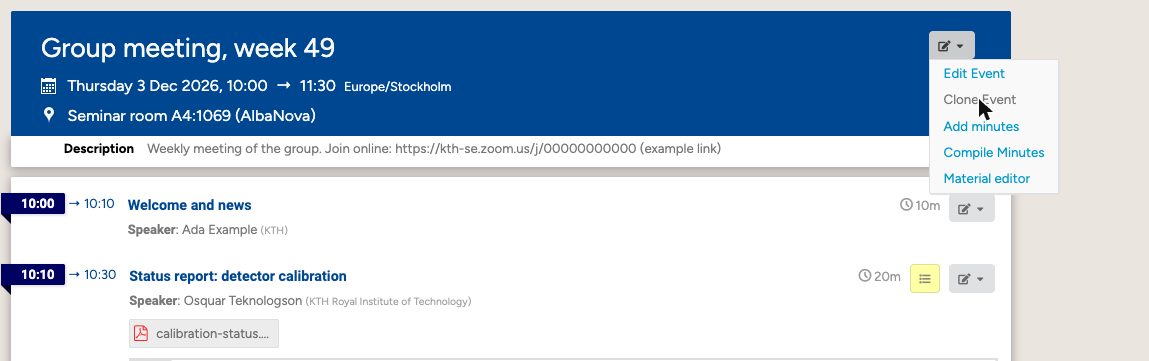 Group meeting, week 49
Thursday 3 Dec 2026, 10:00 → 11:30 Europe/Stockholm
Seminar room A4:1069 (AlbaNova)
Edit Event
Clone Event
Add minutes
Compile Minutes
Material editor
Description Weekly meeting of the group. Join online: https://kth-se.zoom.us/j/00000000000 (example link)
10:00 → 10:10 Welcome and news 10m
Speaker: Ada Example (KTH)
10:10 → 10:30 Status report: detector calibration 20m
Speaker: Osquar Teknologson (KTH Royal Institute of Technology)
calibration-status....